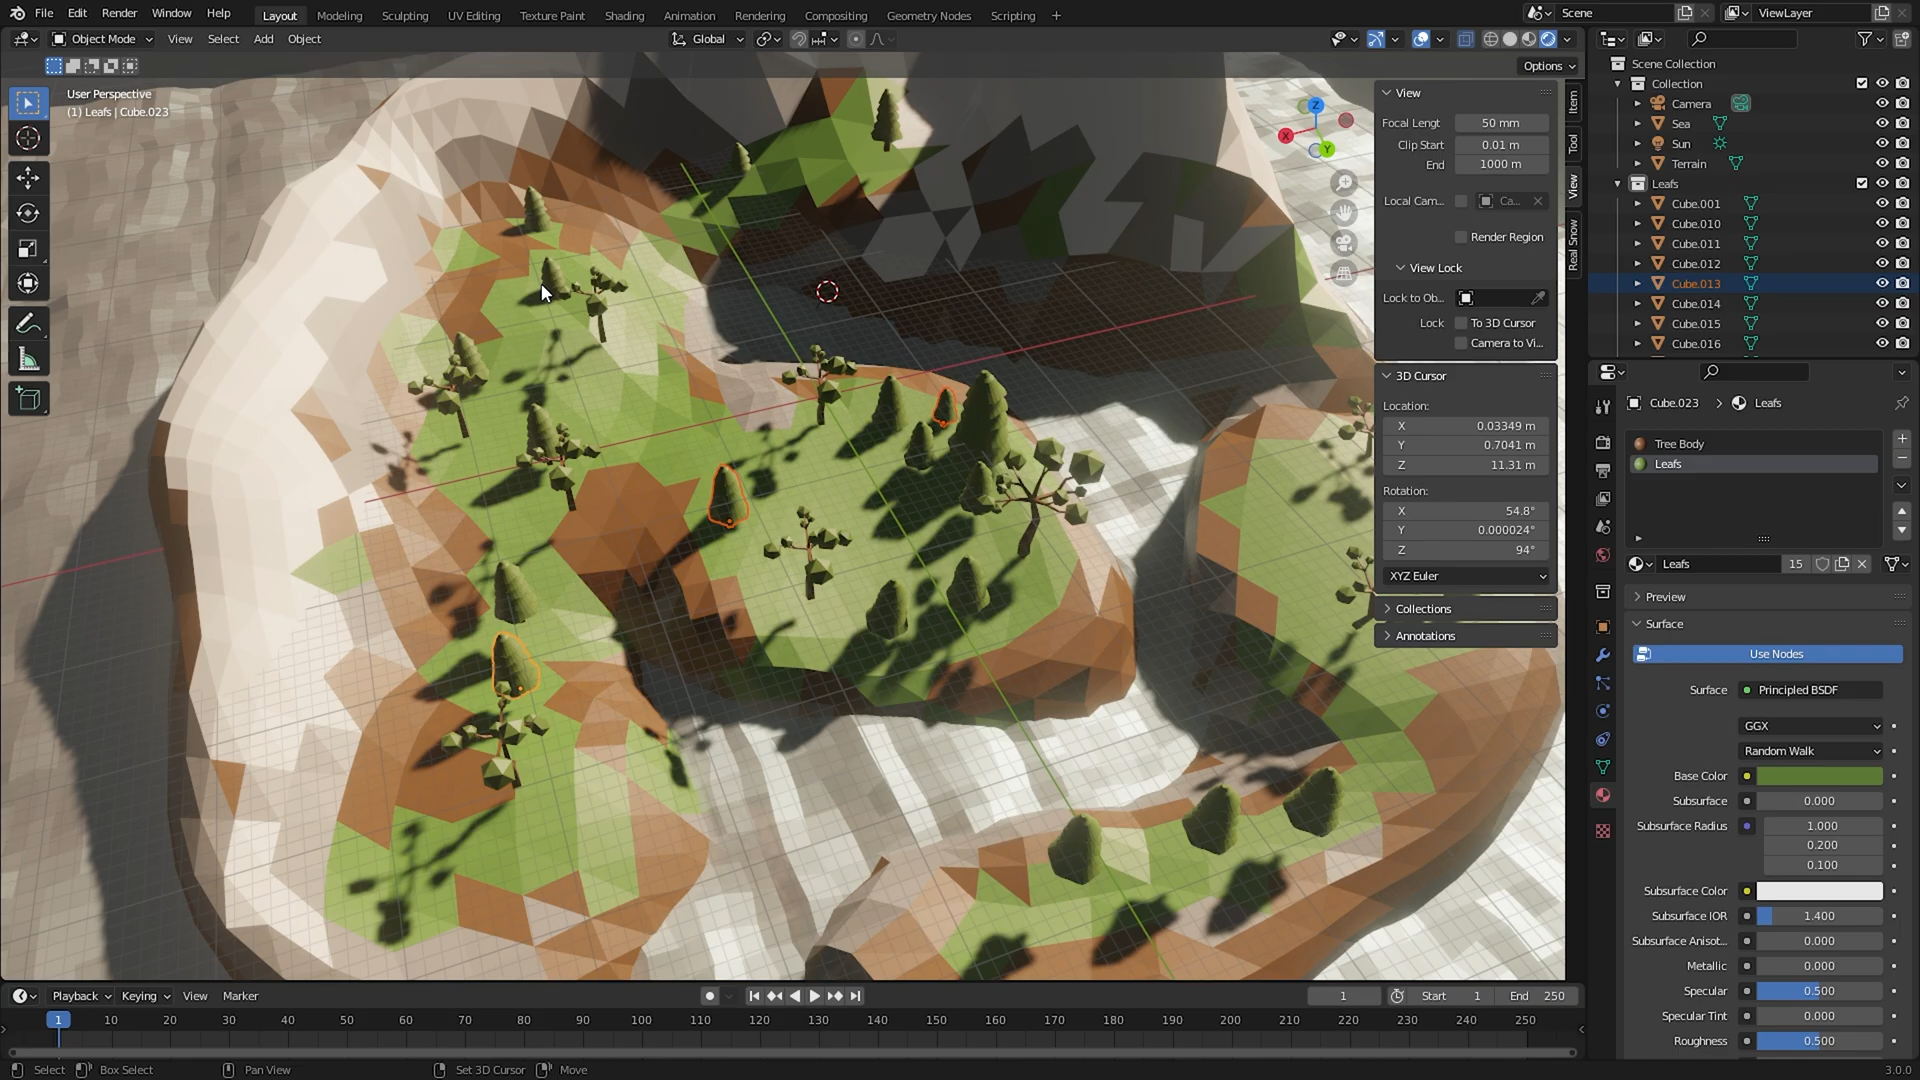 File Edit Render Window Help Layout Modeling Sculpting UV Editing Texture Paint Shading Animation Rendering Compositing Geometry Nodes Scripting + Scene ViewLayer
Object Mode View Select Add Object Global
Options
User Perspective
(1) Leafs | Cube.023
View
Focal Lengt 50 mm
Clip Start 0.01 m
End 1000 m
Local Cam... Ca...
Render Region
View Lock
Lock to Ob...
Lock To 3D Cursor
Camera to Vi...
3D Cursor
Location:
X 0.03349 m
Y 0.7041 m
Z 11.31 m
Rotation:
X 54.8°
Y 0.000024°
Z 94°
XYZ Euler
Collections
Annotations
Item
Tool
View
Real Snow
Z
X
Y
Scene Collection
Collection
Camera
Sea
Sun
Terrain
Leafs
Cube.001
Cube.010
Cube.011
Cube.012
Cube.013
Cube.014
Cube.015
Cube.016
Cube.023 > Leafs
Tree Body
Leafs
Leafs 15
Preview
Surface
Use Nodes
Surface Principled BSDF
GGX
Random Walk
Base Color
Subsurface 0.000
Subsurface Radius 1.000
0.200
0.100
Subsurface Color
Subsurface IOR 1.400
Subsurface Anisot... 0.000
Metallic 0.000
Specular 0.500
Specular Tint 0.000
Roughness 0.500
Playback Keying View Marker 1 Start 1 End 250
1 10 20 30 40 50 60 70 80 90 100 110 120 130 140 150 160 170 180 190 200 210 220 230 240 250
Select Box Select Pan View Set 3D Cursor Move 3.0.0